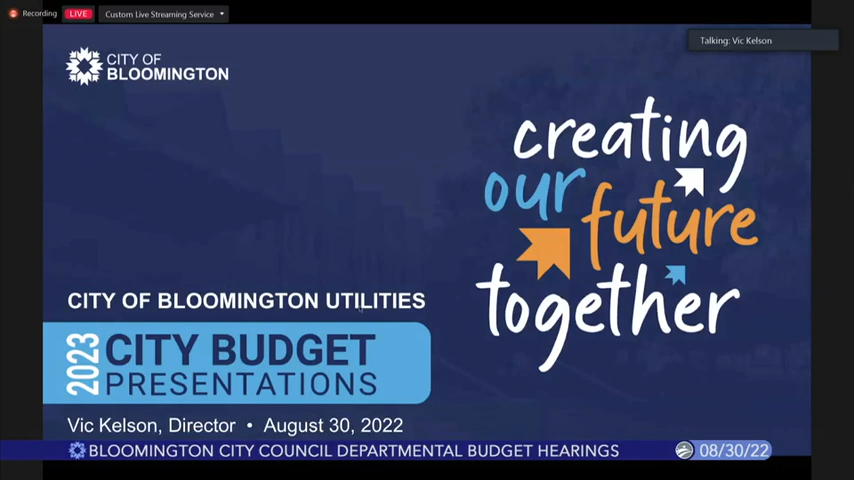 Recording
LIVE
Custom Live Streaming Service
Talking: Vic Kelson
CITY OF
BLOOMINGTON
creating
our
future
together
CITY OF BLOOMINGTON UTILITIES
2023
CITY BUDGET
PRESENTATIONS
Vic Kelson, Director • August 30, 2022
BLOOMINGTON CITY COUNCIL DEPARTMENTAL BUDGET HEARINGS
08/30/22